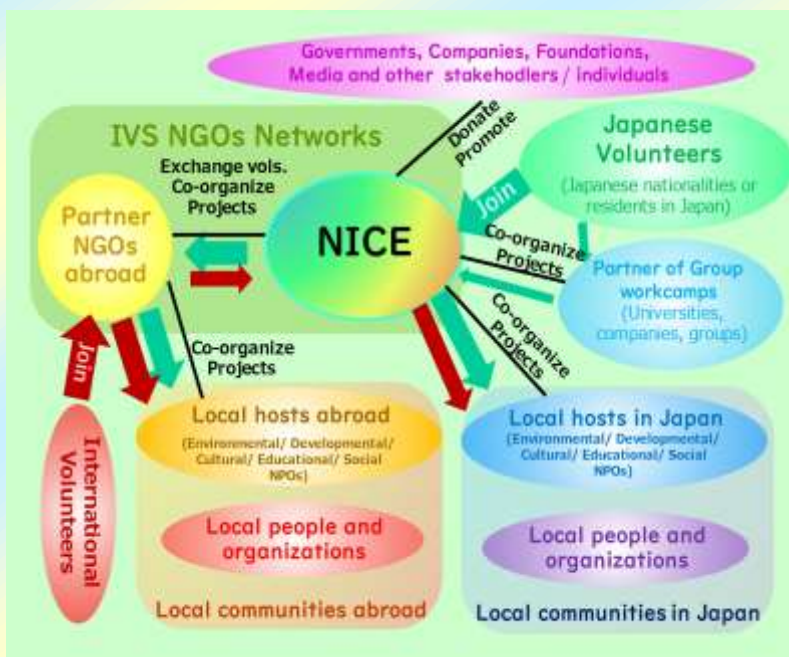 Governments, Companies, Foundations,
Media and other stakehodlers / individuals
IVS NGOs Networks
Donate
Promote
Japanese
Volunteers
(Japanese nationalities or
residents in Japan)
Join
Exchange vols.
Co-organize
Projects
Partner
NGOs
abroad
NICE
Co-organize
Projects
Partner of Group
workcamps
(Universities,
companies, groups)
Co-organize
Projects
Join
Co-organize
Projects
International
Volunteers
Local hosts abroad
(Environmental/ Developmental/
Cultural/ Educational/ Social
NPOs)
Local people and
organizations
Local communities abroad
Local hosts in Japan
(Environmental/ Developmental/
Cultural/ Educational/ Social
NPOs)
Local people and
organizations
Local communities in Japan